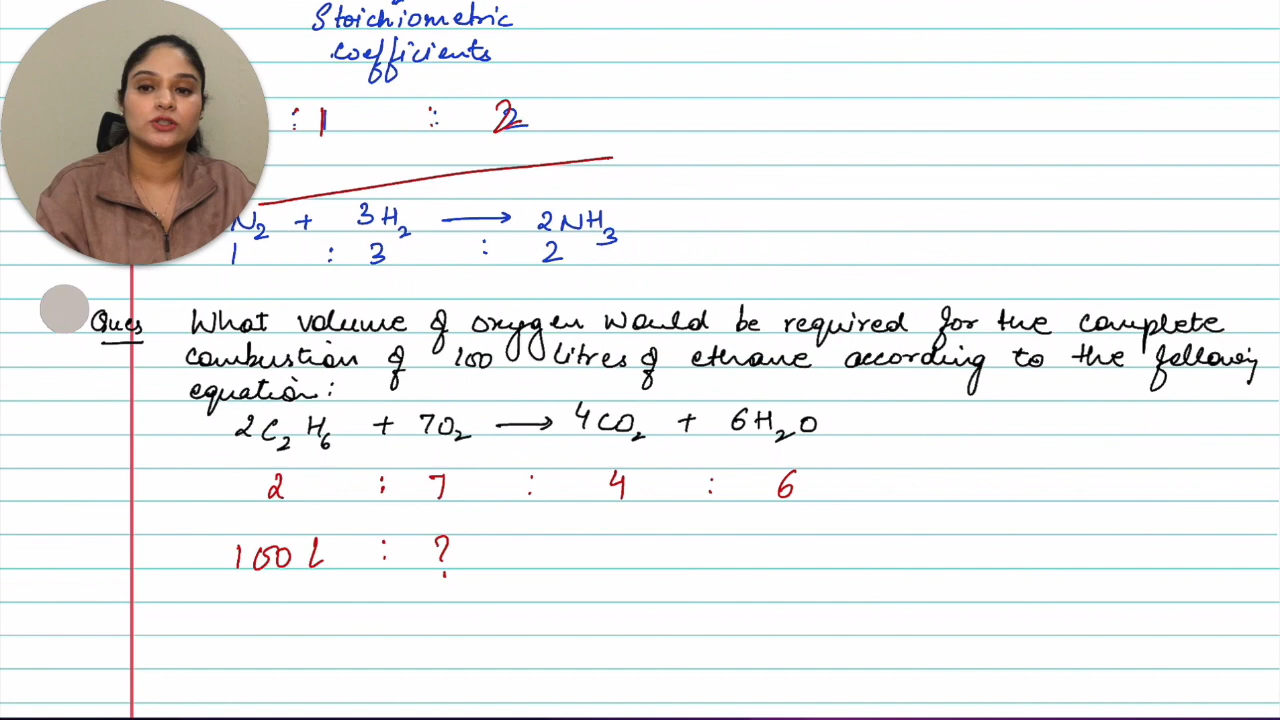 Stoichiometric
coefficients
: 1 : 2
N₂ + 3H₂ ⟶ 2NH₃
1 : 3 : 2
Ques What volume of oxygen would be required for the complete
combustion of 100 litres of ethane according to the following
equation:
2C₂H₆ + 7O₂ ⟶ 4CO₂ + 6H₂O
2 : 7 : 4 : 6
100 L : ?